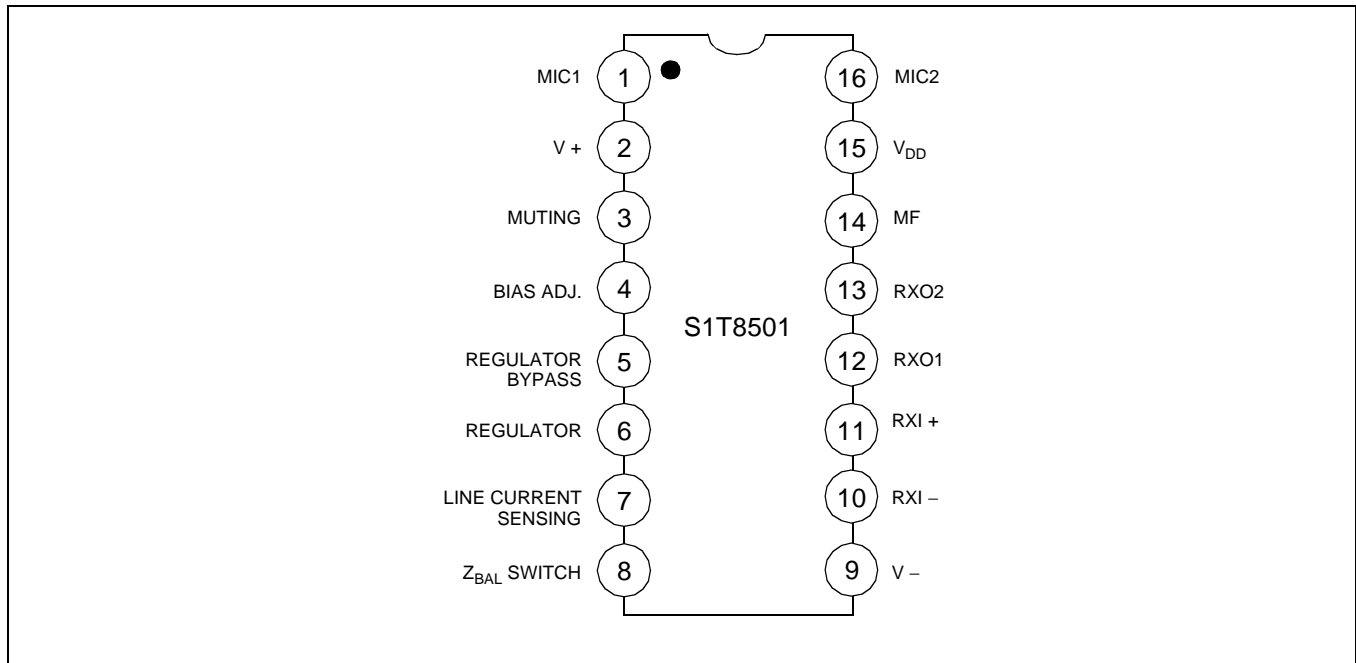 MIC1 1 16 MIC2
V + 2 15 VDD
MUTING 3 14 MF
BIAS ADJ. 4 13 RXO2
S1T8501
REGULATOR
BYPASS 5 12 RXO1
REGULATOR 6 11 RXI +
LINE CURRENT
SENSING 7 10 RXI –
ZBAL SWITCH 8 9 V –